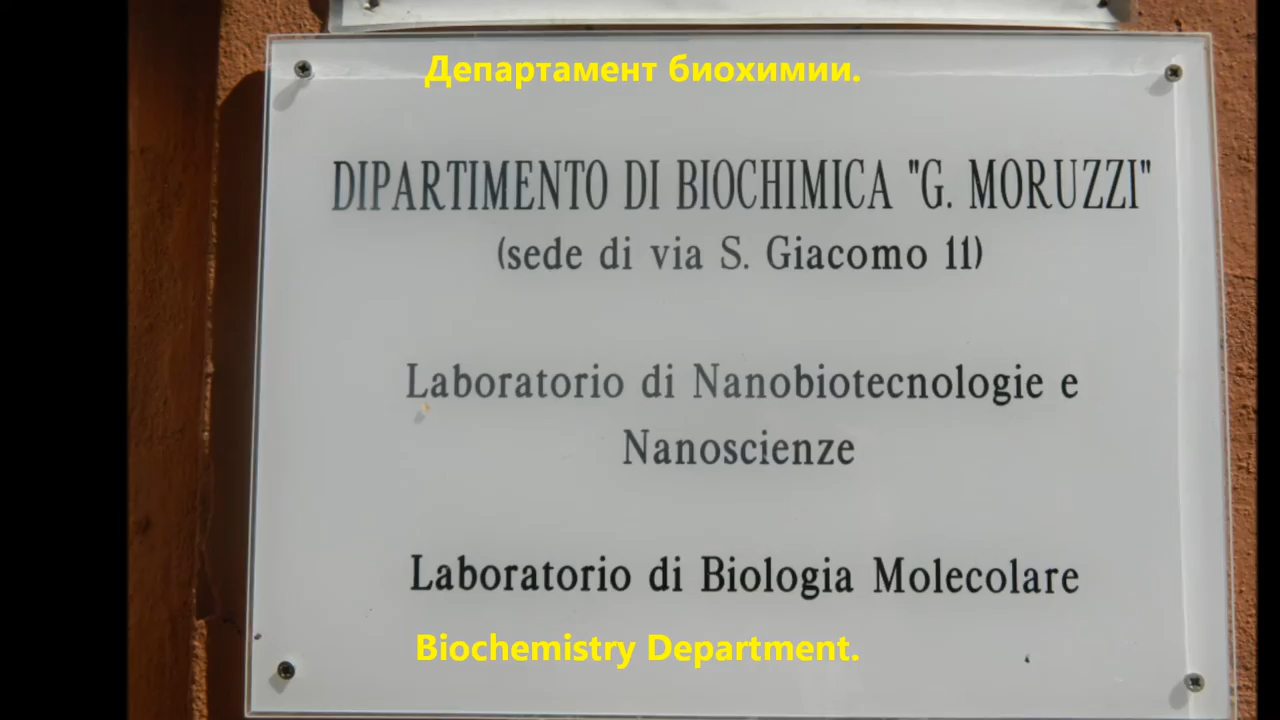 Департамент биохимии.
DIPARTIMENTO DI BIOCHIMICA "G. MORUZZI"
(sede di via S. Giacomo 11)
Laboratorio di Nanobiotecnologie e
Nanoscienze
Laboratorio di Biologia Molecolare
Biochemistry Department.